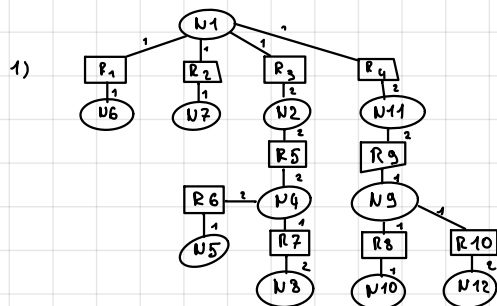 N1
1 1 1 1
1) R1 R2 R3 R4
1 1 2 2
N6 N7 N2 N11
2 2
R5 R9
2 1
R6 2 N4 N9 1
1 1 1
N5 R7 R8 R10
2 1 2
N8 N10 N12